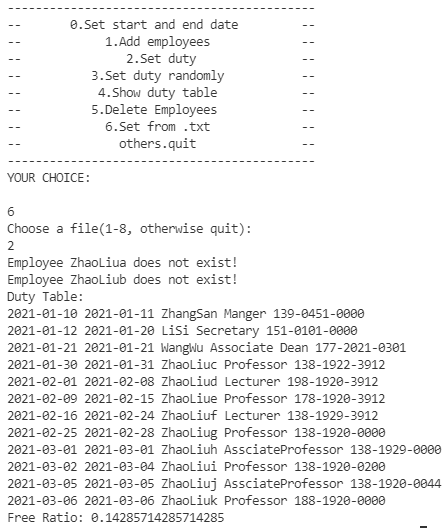 --------------------------------------------
-- 0.Set start and end date --
-- 1.Add employees --
-- 2.Set duty --
-- 3.Set duty randomly --
-- 4.Show duty table --
-- 5.Delete Employees --
-- 6.Set from .txt --
-- others.quit --
--------------------------------------------
YOUR CHOICE:
6
Choose a file(1-8, otherwise quit):
2
Employee ZhaoLiua does not exist!
Employee ZhaoLiub does not exist!
Duty Table:
2021-01-10 2021-01-11 ZhangSan Manger 139-0451-0000
2021-01-12 2021-01-20 LiSi Secretary 151-0101-0000
2021-01-21 2021-01-21 WangWu Associate Dean 177-2021-0301
2021-01-30 2021-01-31 ZhaoLiuc Professor 138-1922-3912
2021-02-01 2021-02-08 ZhaoLiud Lecturer 198-1920-3912
2021-02-09 2021-02-15 ZhaoLiue Professor 178-1920-3912
2021-02-16 2021-02-24 ZhaoLiuf Lecturer 138-1929-3912
2021-02-25 2021-02-28 ZhaoLiug Professor 138-1920-0000
2021-03-01 2021-03-01 ZhaoLiuh AssciateProfessor 138-1929-0000
2021-03-02 2021-03-04 ZhaoLiui Professor 138-1920-0200
2021-03-05 2021-03-05 ZhaoLiuj AssciateProfessor 138-1920-0044
2021-03-06 2021-03-06 ZhaoLiuk Professor 188-1920-0000
Free Ratio: 0.14285714285714285